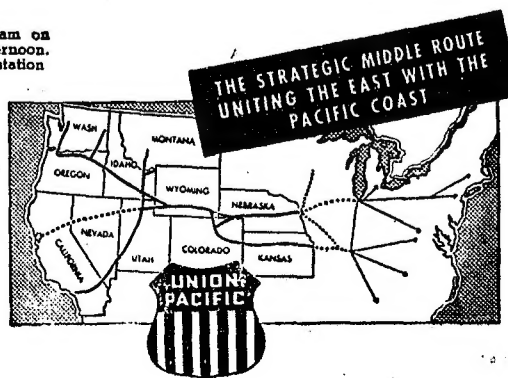 am on
ernoon.
tation
THE STRATEGIC MIDDLE ROUTE
UNITING THE EAST WITH THE
PACIFIC COAST
WASH
MONTANA
OREGON
IDAHO
WYOMING
NEBRASKA
NEVADA
CALIFORNIA
UTAH
COLORADO
KANSAS
UNION
PACIFIC